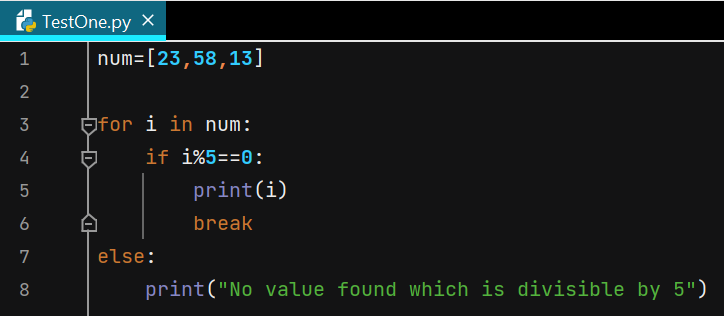 TestOne.py
1 num=[23,58,13]
2
3 for i in num:
4     if i%5==0:
5         print(i)
6         break
7 else:
8     print("No value found which is divisible by 5")